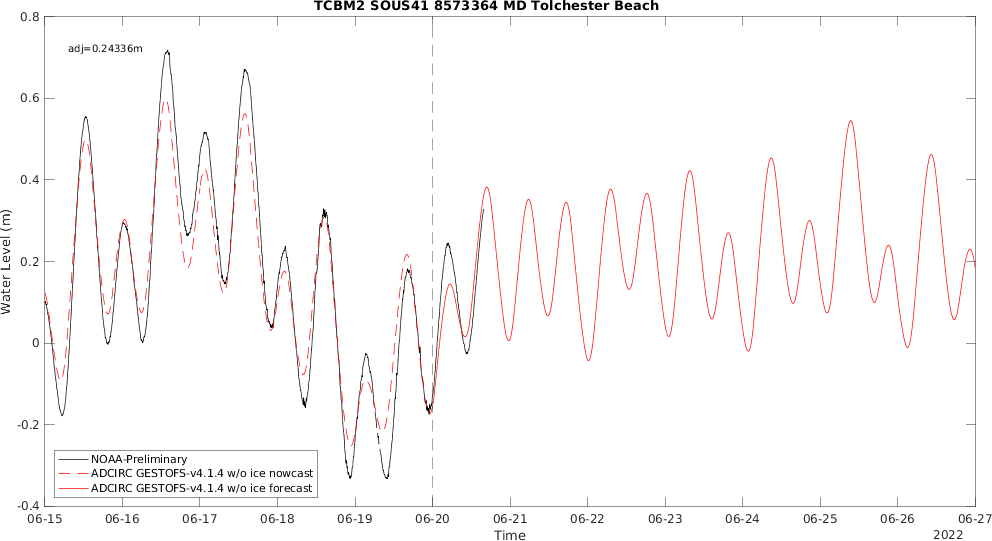 TCBM2 SOUS41 8573364 MD Tolchester Beach
adj=0.24336m
0.8
0.6
0.4
0.2
0
-0.2
-0.4
Water Level (m)
NOAA-Preliminary
ADCIRC GESTOFS-v4.1.4 w/o ice nowcast
ADCIRC GESTOFS-v4.1.4 w/o ice forecast
06-15 06-16 06-17 06-18 06-19 06-20 06-21 06-22 06-23 06-24 06-25 06-26 06-27
Time
2022